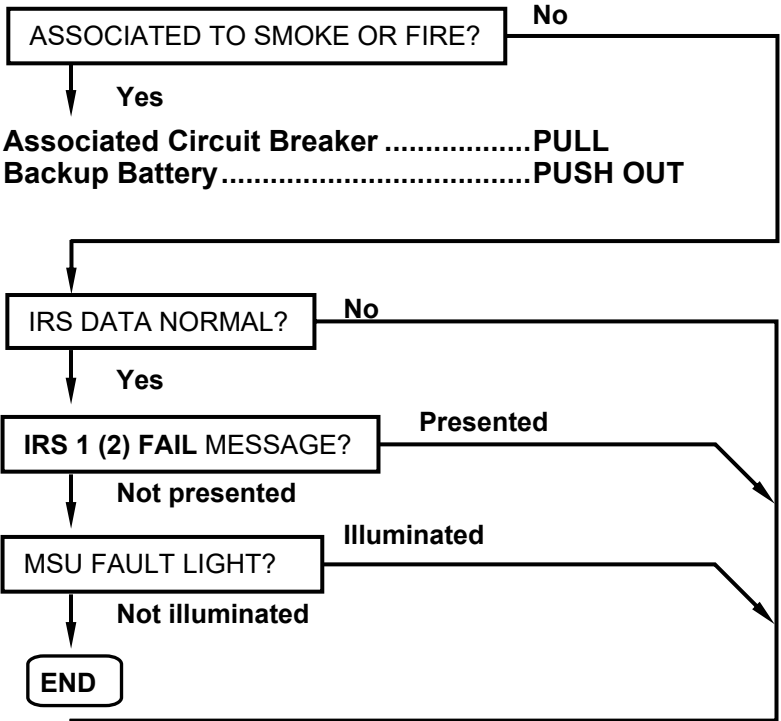 No
ASSOCIATED TO SMOKE OR FIRE?
Yes
Associated Circuit Breaker ..................PULL
Backup Battery......................................PUSH OUT
IRS DATA NORMAL?
No
Yes
IRS 1 (2) FAIL MESSAGE?
Presented
Not presented
MSU FAULT LIGHT?
Illuminated
Not illuminated
END